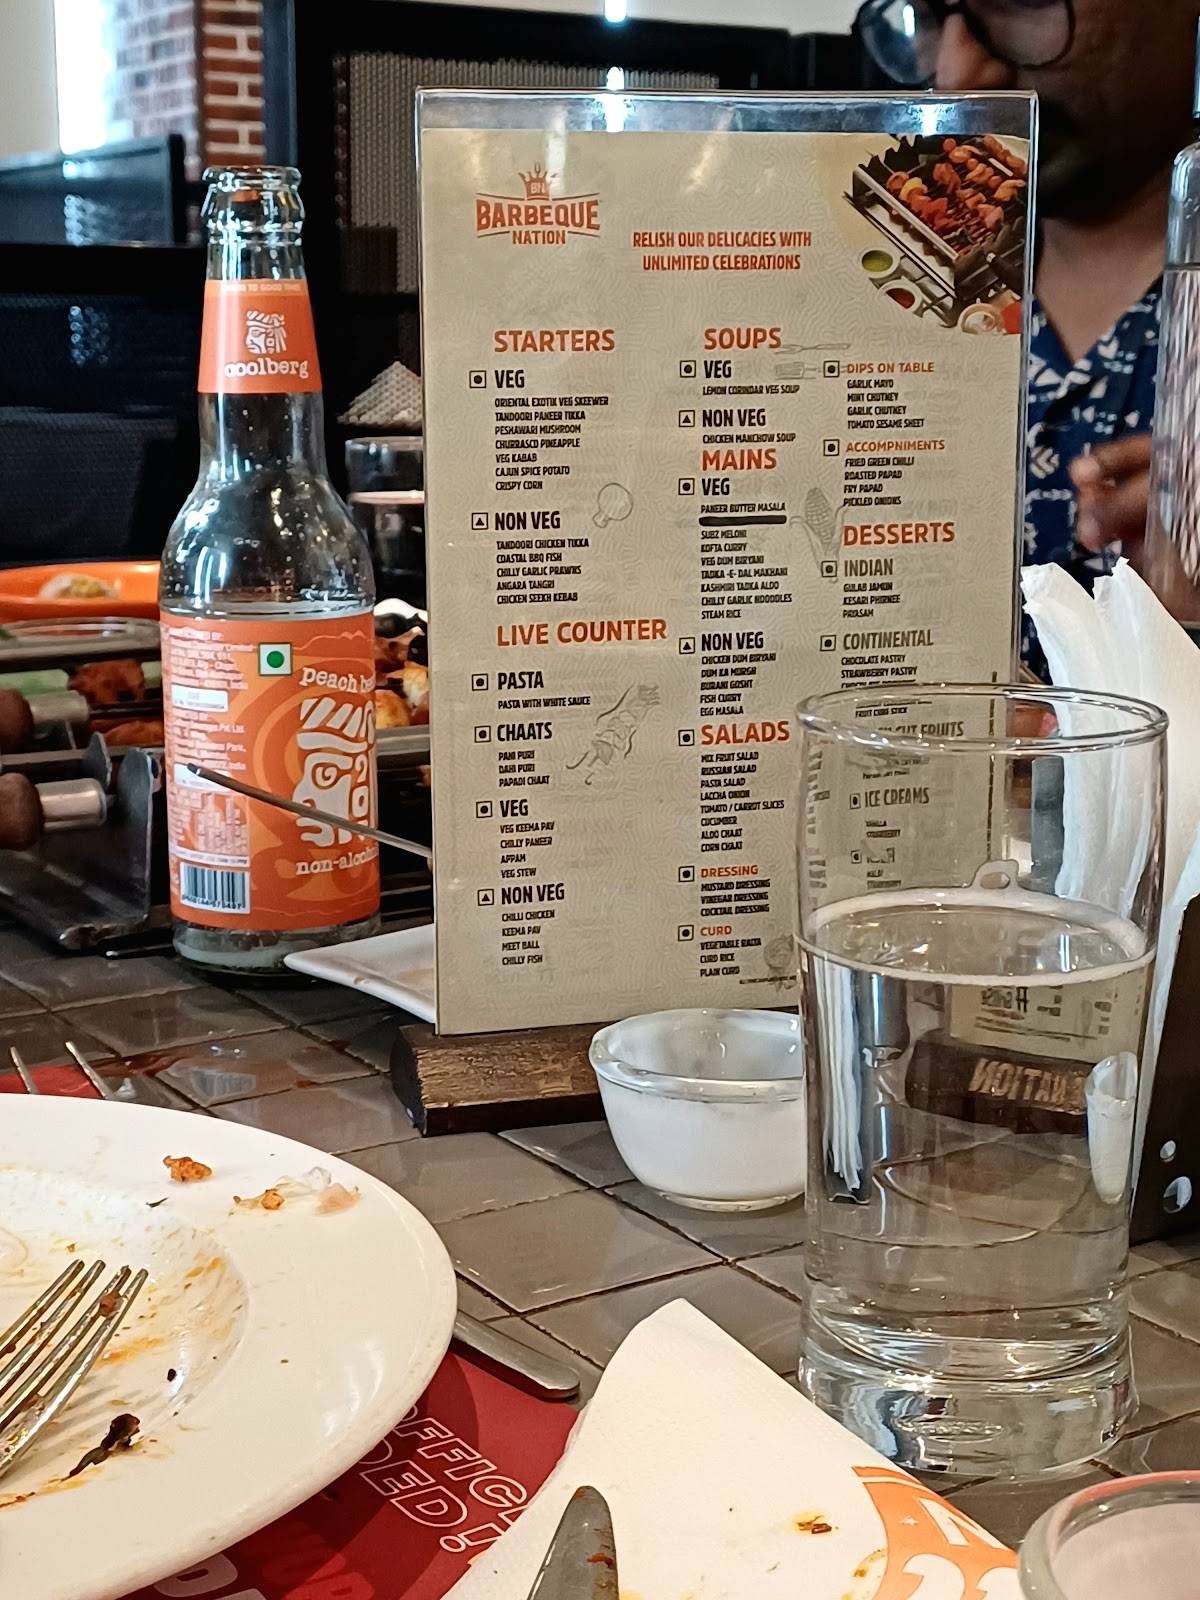 BN
BARBEQUE
NATION
RELISH OUR DELICACIES WITH
UNLIMITED CELEBRATIONS
STARTERS
VEG
ORIENTAL EXOTIK VEG SKEEWER
TANDOORI PANEER TIKKA
PESHAWARI MUSHROOM
CHURRASCO PINEAPPLE
VEG KABAB
CAJUN SPICE POTATO
CRISPY CORN
NON VEG
TANDOORI CHICKEN TIKKA
COASTAL BBQ FISH
CHILLY GARLIC PRAWNS
ANGARA TANGRI
CHICKEN SEEKH KEBAB
LIVE COUNTER
PASTA
PASTA WITH WHITE SAUCE
CHAATS
PANI PURI
DAHI PURI
PAPADI CHAAT
VEG
VEG KEEMA PAV
CHILLY PANEER
APPAM
VEG STEW
NON VEG
CHILLI CHICKEN
KEEMA PAV
MEET BALL
CHILLY FISH
SOUPS
VEG
LEMON CORINDAR VEG SOUP
NON VEG
CHICKEN MANCHOW SOUP
MAINS
VEG
PANEER BUTTER MASALA
SUBZ MELONI
KOFTA CURRY
VEG DUM BIRYANI
TADKA -E- DAL MAKHANI
KASHMIRI TADKA ALOO
CHILLY GARLIC NOODDLES
STEAM RICE
NON VEG
CHICKEN DUM BIRYANI
DUM KA MURGH
BURANI GOSHT
FISH CURRY
EGG MASALA
SALADS
MIX FRUIT SALAD
RUSSIAN SALAD
PASTA SALAD
LACCHA ONION
TOMATO / CARROT SLICES
CUCUMBER
ALOO CHAAT
CORN CHAAT
DRESSING
MUSTARD DRESSING
VINEGAR DRESSING
COCKTAIL DRESSING
CURD
VEGETABLE RAITA
CURD RICE
PLAIN CURD
DIPS ON TABLE
GARLIC MAYO
MINT CHUTNEY
GARLIC CHUTNEY
TOMATO SESAME SHEET
ACCOMPNIMENTS
FRIED GREEN CHILLI
ROASTED PAPAD
FRY PAPAD
PICKLED ONIONS
DESSERTS
INDIAN
GULAB JAMUN
KESARI PHIRNEE
PAYASAM
CONTINENTAL
CHOCOLATE PASTRY
STRAWBERRY PASTRY
FRUIT CUBS STICK
CUT FRUITS
ICE CREAMS
VANILLA
STRAWBERRY
coolberg
peach
non-alcoh
NATION